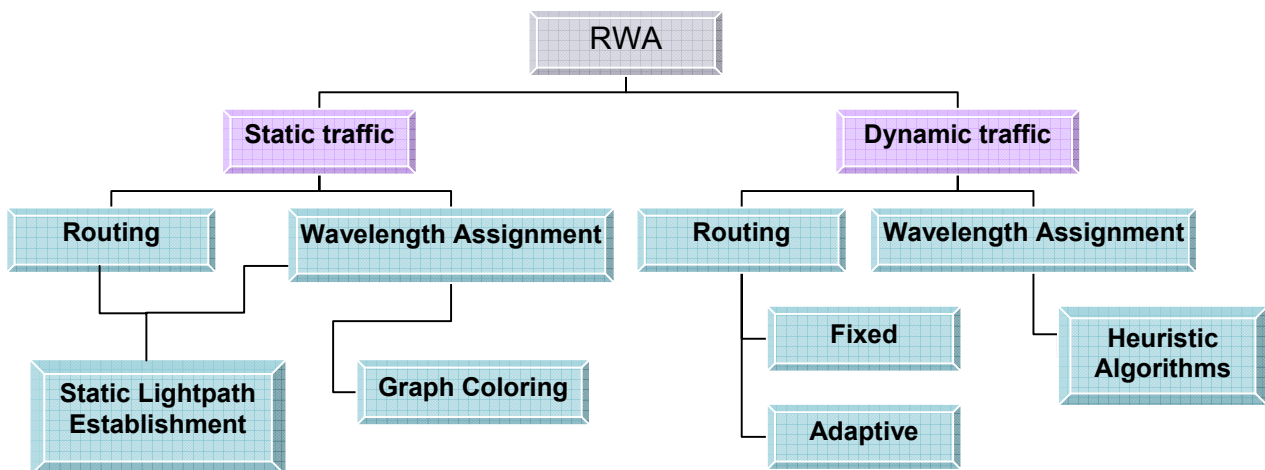 RWA
Static traffic
Dynamic traffic
Routing
Wavelength Assignment
Routing
Wavelength Assignment
Fixed
Heuristic
Algorithms
Static Lightpath
Establishment
Graph Coloring
Adaptive